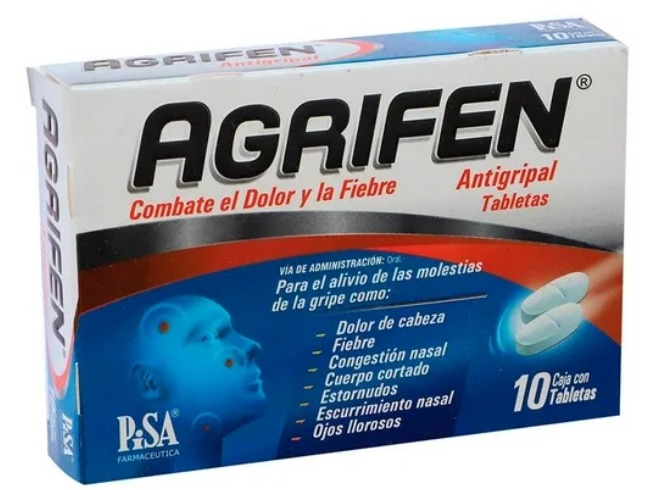 AGRIFEN
Antigripal
PiSA
10
AGRIFEN®
Combate el Dolor y la Fiebre
Antigripal
Tabletas
AGRIFEN
VÍA DE ADMINISTRACIÓN: Oral.
Para el alivio de las molestias
de la gripe como:
Dolor de cabeza
Fiebre
Congestión nasal
Cuerpo cortado
Estornudos
Escurrimiento nasal
Ojos llorosos
10 Caja con
Tabletas
PiSA®
FARMACEUTICA
PiSA